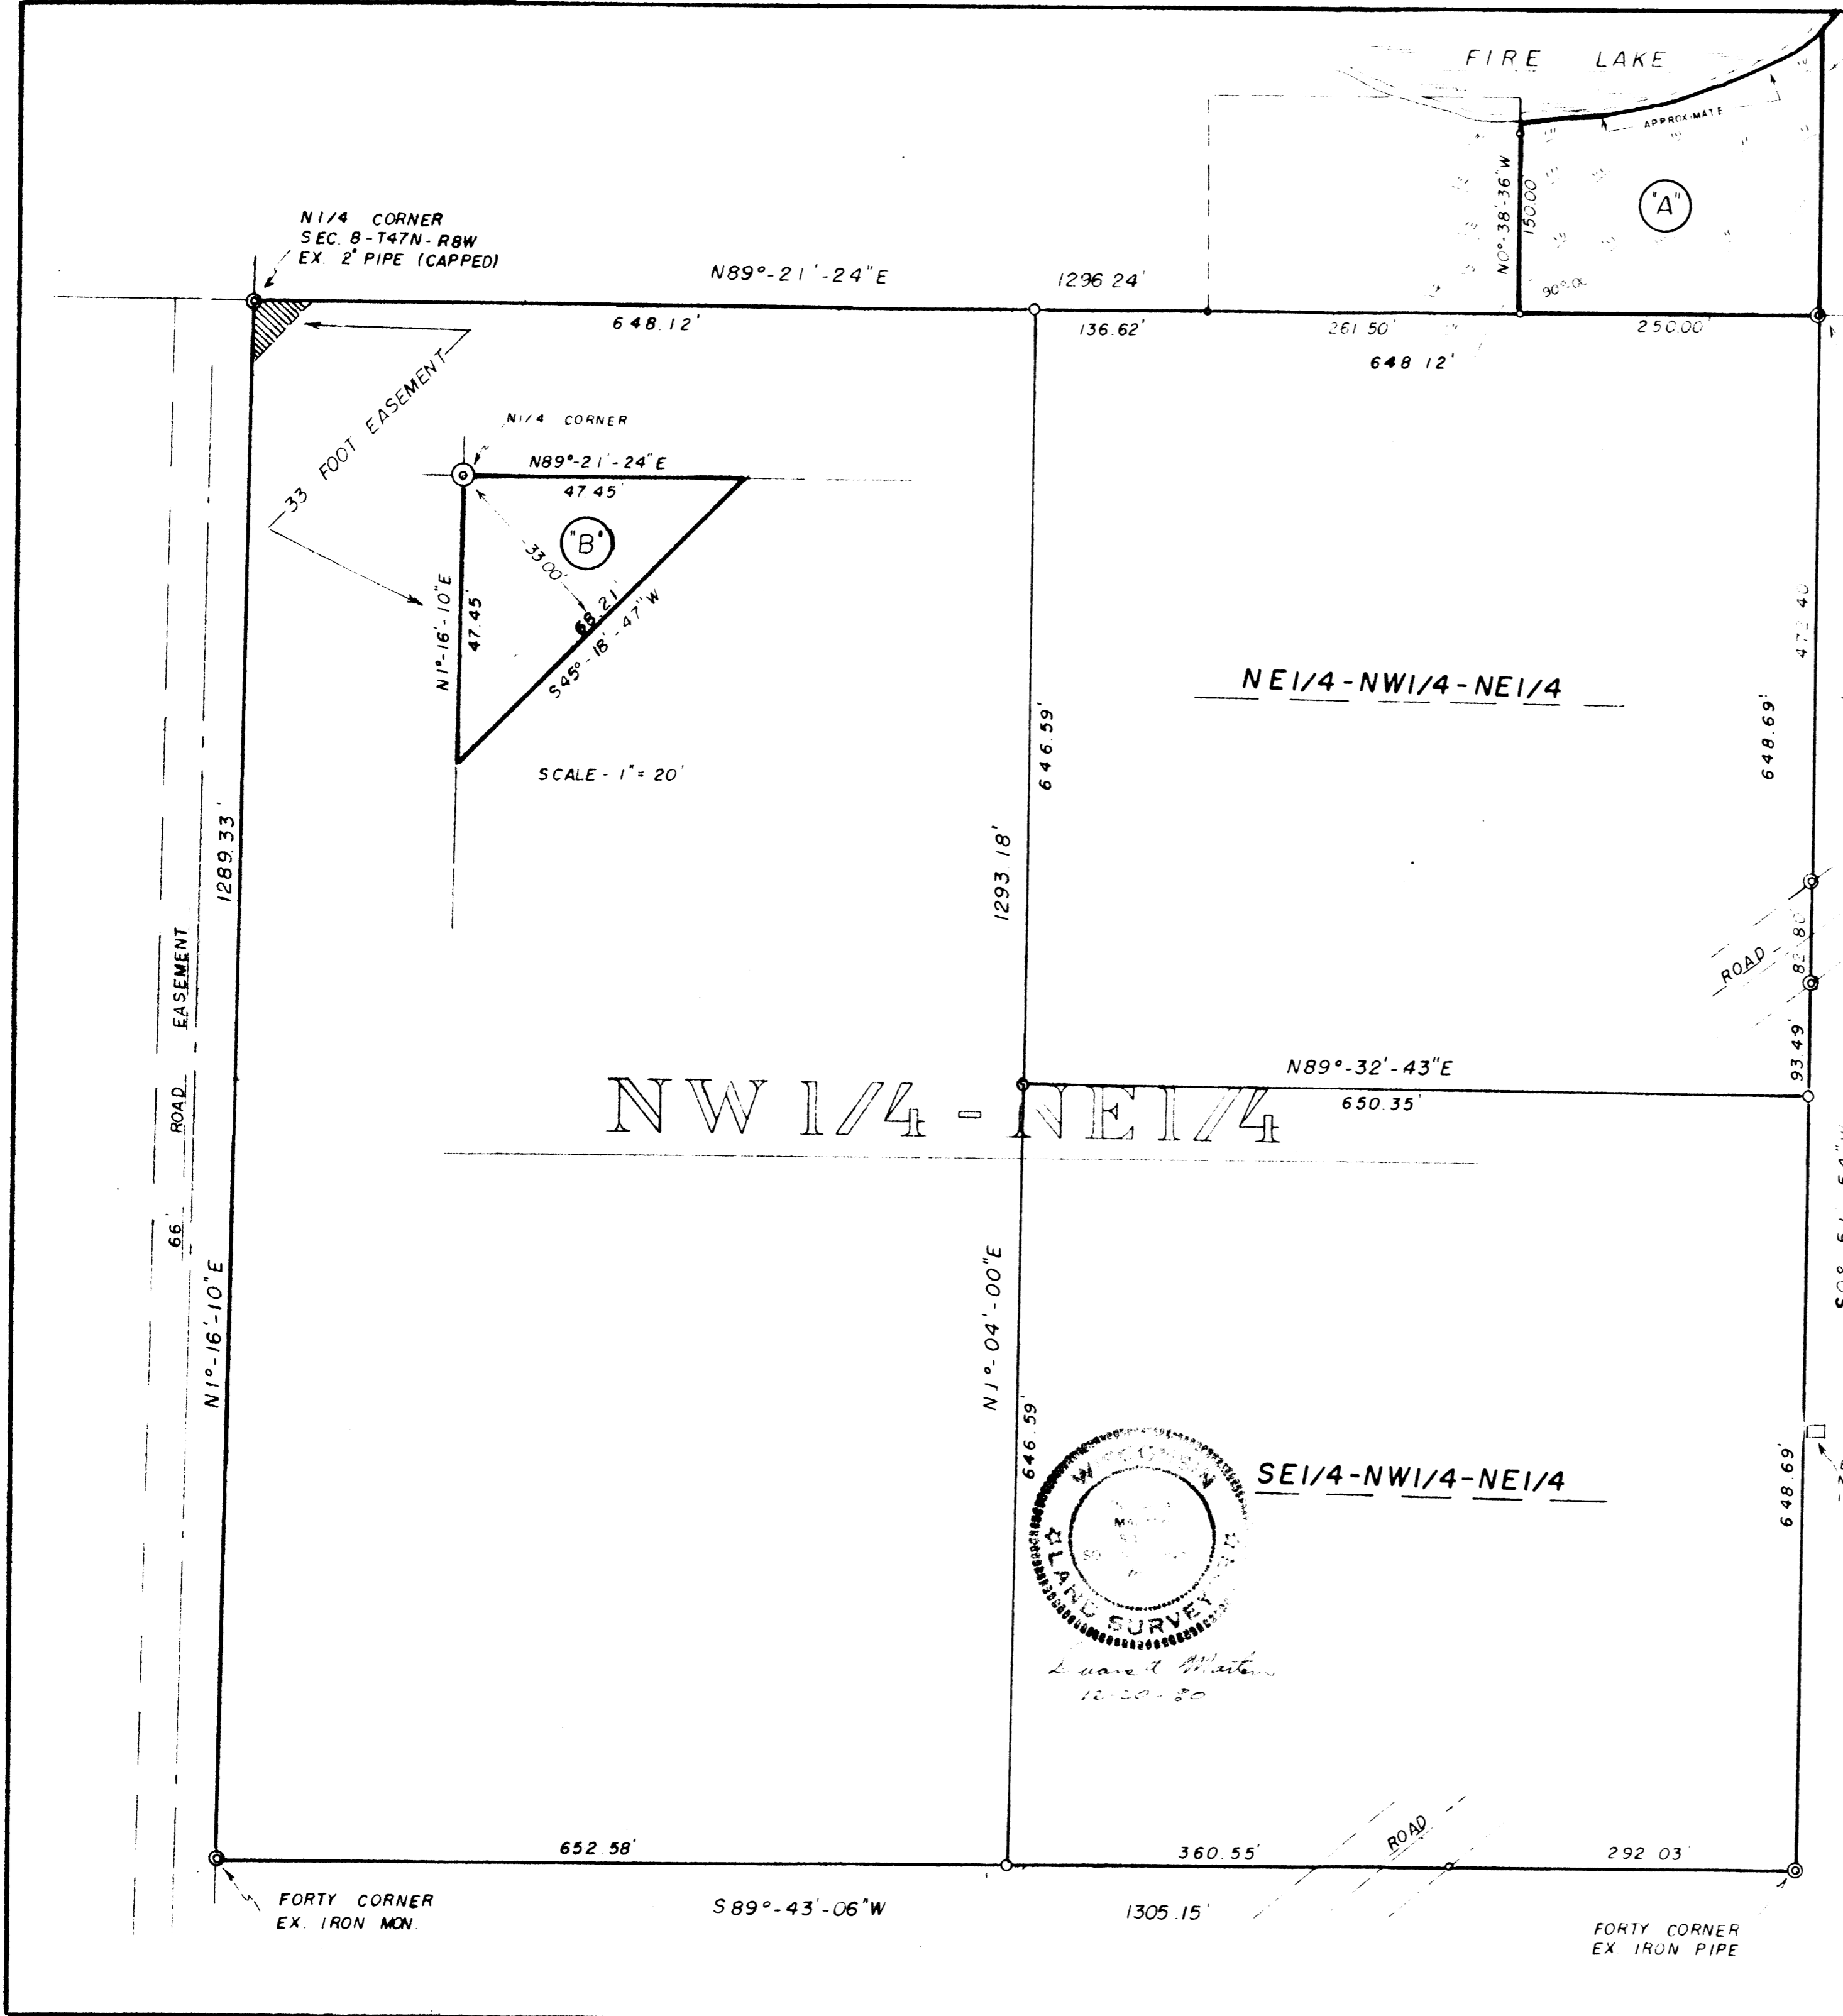 FIRE LAKE
APPROXIMATE
"A"
N0°-38'-36"W
150.00'
90°
N1/4 CORNER
SEC. 8-T47N-R8W
EX. 2" PIPE (CAPPED)
N89°-21'-24"E
1296.24'
648.12'
136.62'
261.50'
250.00'
648.12'
33 FOOT EASEMENT
N1/4 CORNER
N89°-21'-24"E
47.45'
"B"
33.00'
N1°-16'-10"E
47.45'
68.21'
S45°-18'-47"W
SCALE - 1" = 20'
NE1/4-NW1/4-NE1/4
646.59'
472.40
648.69'
1289.33'
1293.18'
ROAD
82.80
93.49'
66' ROAD EASEMENT
N89°-32'-43"E
650.35'
NW 1/4 - NE1/4
N1°-16'-10"E
N1°-04'-00"E
646.59'
SE1/4-NW1/4-NE1/4
648.69'
WISCONSIN
LAND SURVEYOR
12-20-80
652.58'
360.55'
ROAD
292.03'
FORTY CORNER
EX. IRON MON.
S89°-43'-06"W
1305.15'
FORTY CORNER
EX IRON PIPE